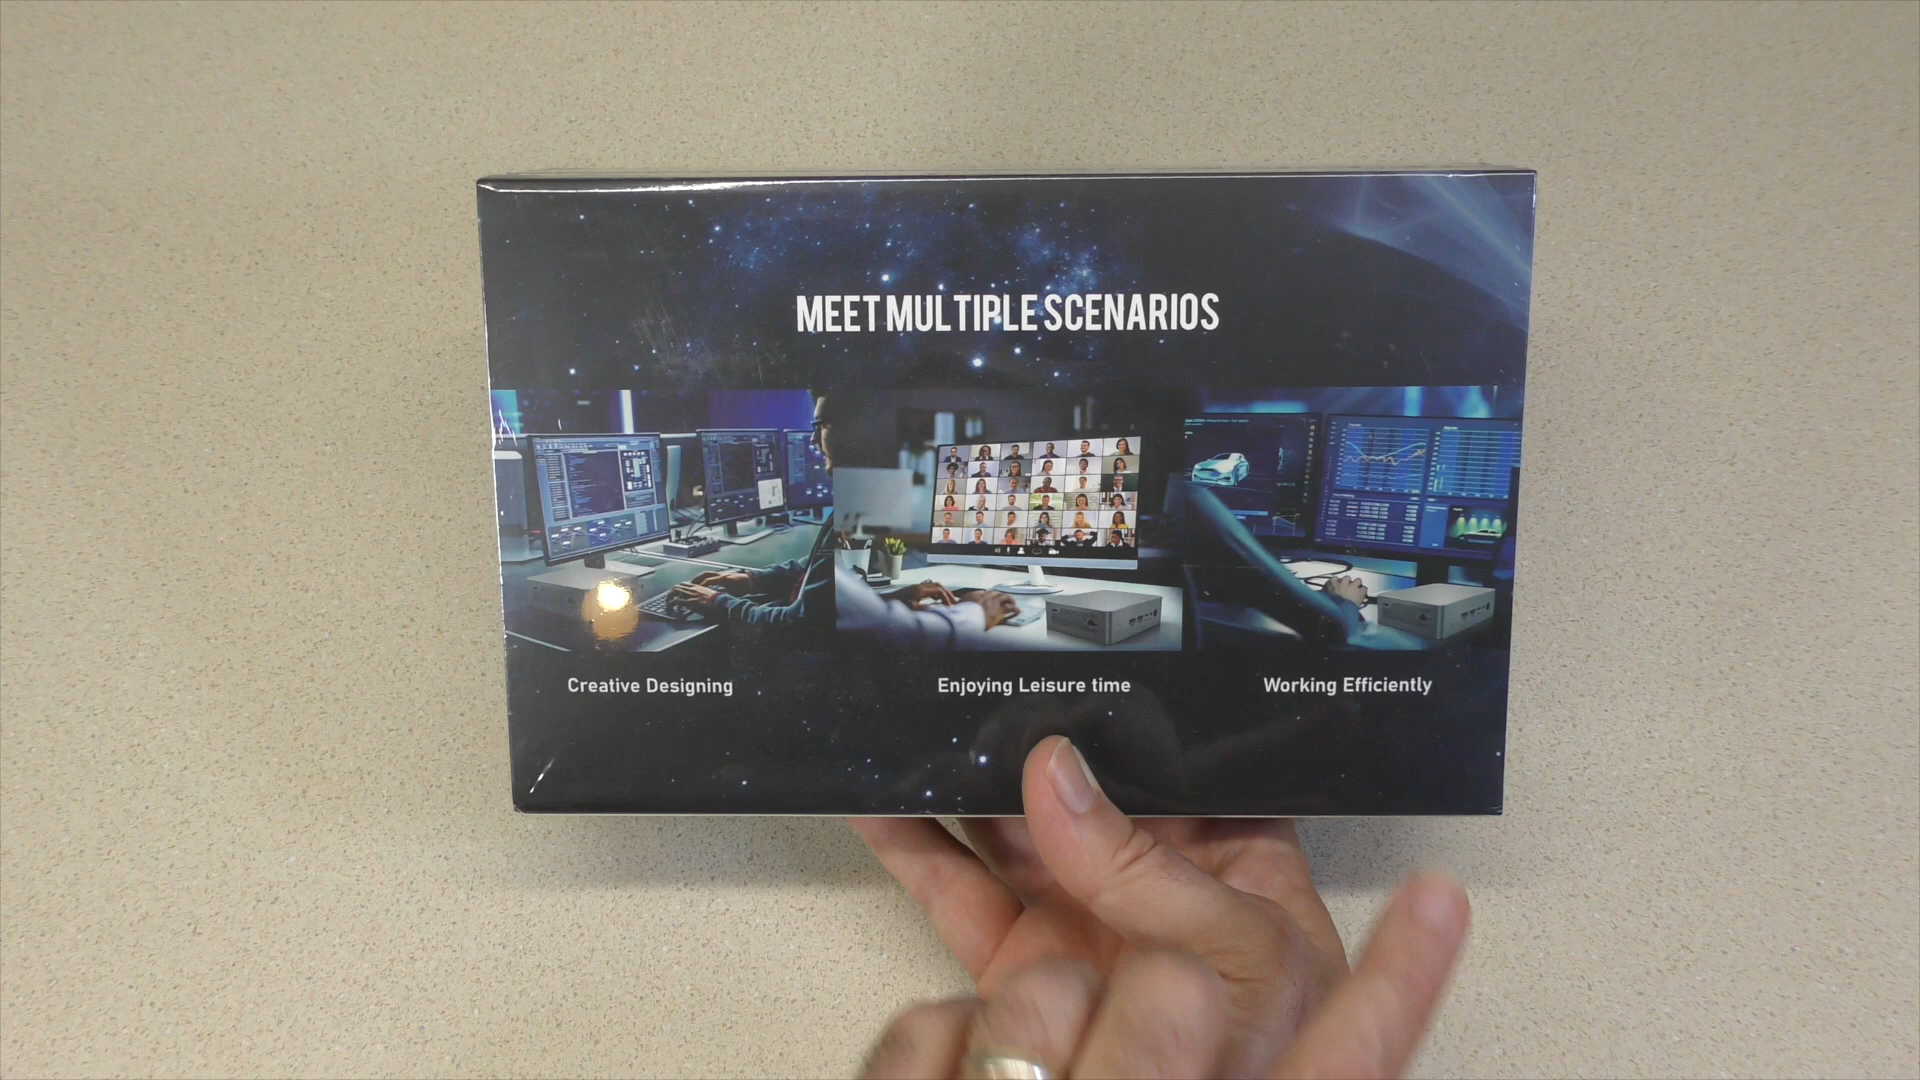 MEET MULTIPLE SCENARIOS
Creative Designing
Enjoying Leisure time
Working Efficiently